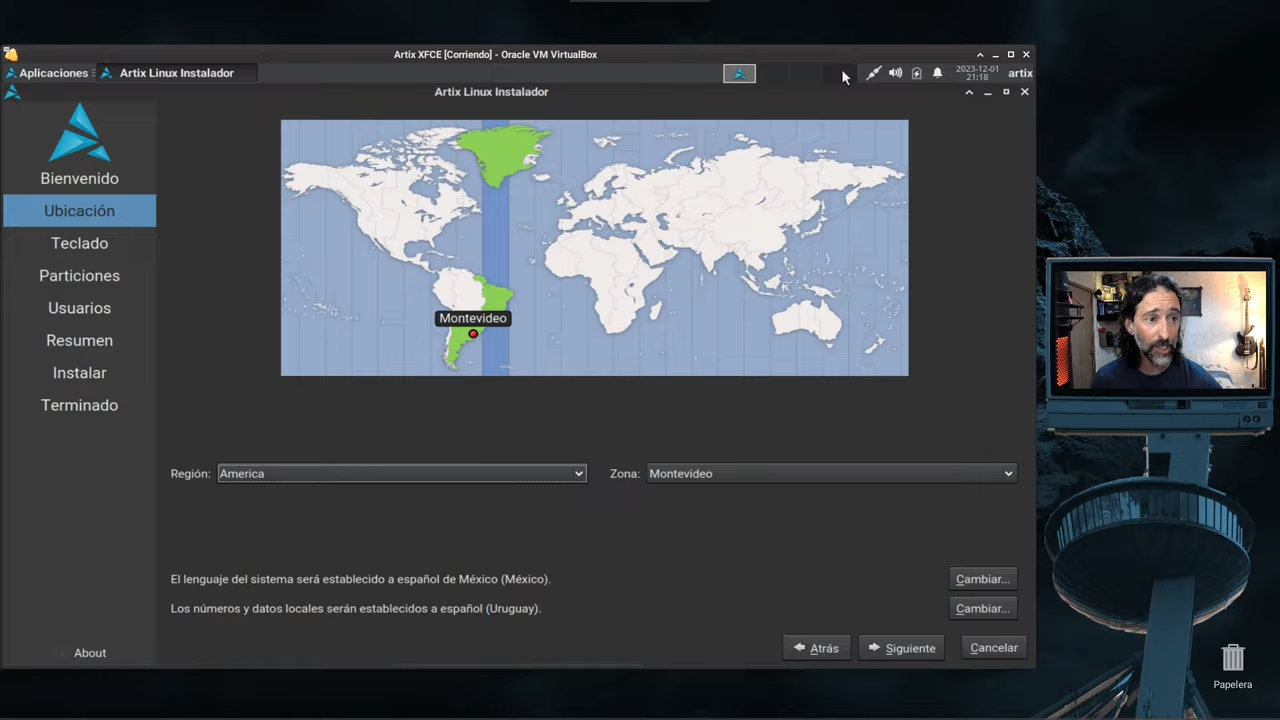 Artix XFCE [Corriendo] - Oracle VM VirtualBox
Aplicaciones
Artix Linux Instalador
2023-12-01
21:18
artix
Artix Linux Instalador
Bienvenido
Ubicación
Teclado
Particiones
Usuarios
Resumen
Instalar
Terminado
About
Montevideo
Región:
America
Zona:
Montevideo
El lenguaje del sistema será establecido a español de México (México).
Cambiar...
Los números y datos locales serán establecidos a español (Uruguay).
Cambiar...
Atrás
Siguiente
Cancelar
Papelera